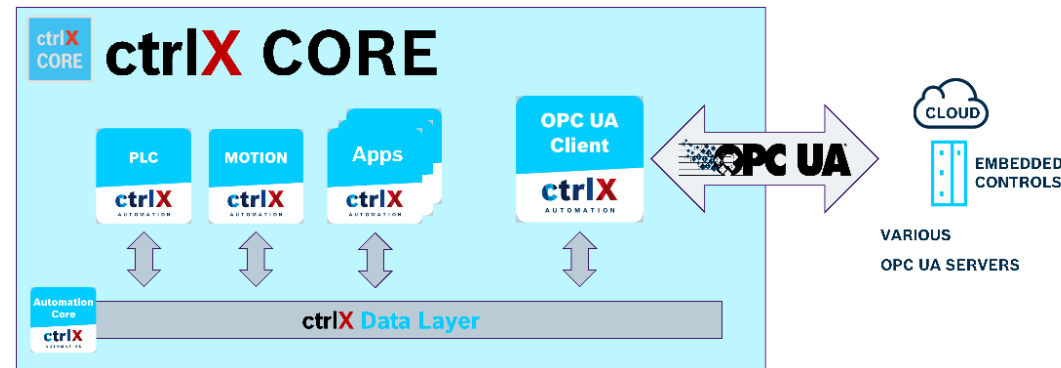 ctrlX
CORE
ctrlX CORE
PLC
ctrlX
AUTOMATION
MOTION
ctrlX
AUTOMATION
Apps
ctrlX
AUTOMATION
OPC UA
Client
ctrlX
AUTOMATION
OPC UA
CLOUD
EMBEDDED
CONTROLS
VARIOUS
OPC UA SERVERS
Automation
Core
ctrlX
AUTOMATION
ctrlX Data Layer